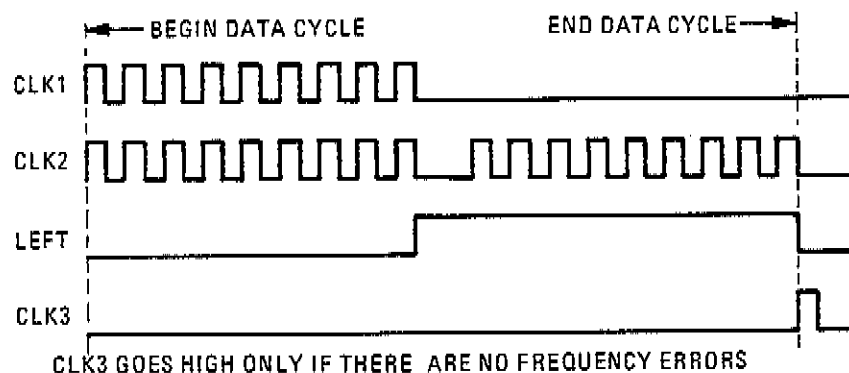 BEGIN DATA CYCLE
END DATA CYCLE
CLK1
CLK2
LEFT
CLK3
CLK3 GOES HIGH ONLY IF THERE ARE NO FREQUENCY ERRORS